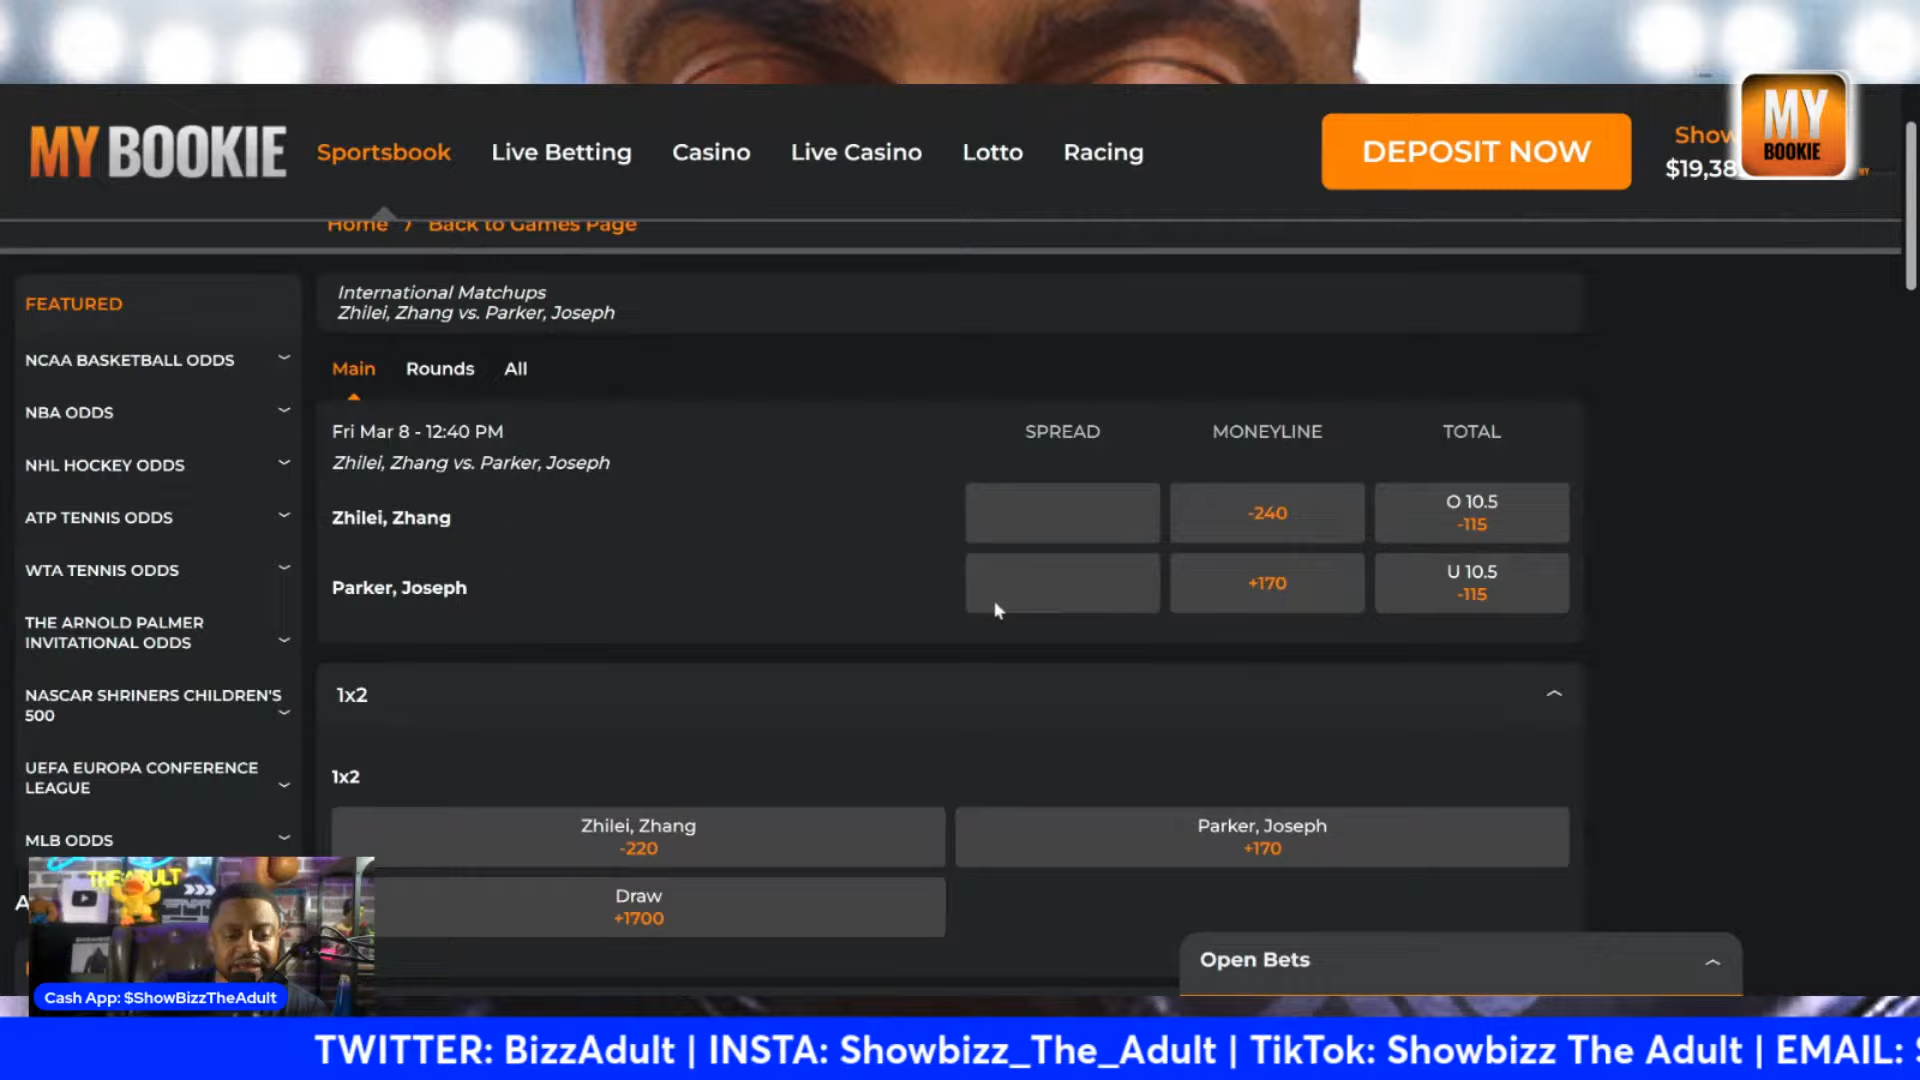 MY BOOKIE
Sportsbook Live Betting Casino Live Casino Lotto Racing
DEPOSIT NOW
Show
$19,38
MY
BOOKIE
Home > Back to Games Page
FEATURED
NCAA BASKETBALL ODDS
NBA ODDS
NHL HOCKEY ODDS
ATP TENNIS ODDS
WTA TENNIS ODDS
THE ARNOLD PALMER
INVITATIONAL ODDS
NASCAR SHRINERS CHILDREN'S
500
UEFA EUROPA CONFERENCE
LEAGUE
MLB ODDS
International Matchups
Zhilei, Zhang vs. Parker, Joseph
Main Rounds All
Fri Mar 8 - 12:40 PM SPREAD MONEYLINE TOTAL
Zhilei, Zhang vs. Parker, Joseph
Zhilei, Zhang -240 O 10.5
-115
Parker, Joseph +170 U 10.5
-115
1x2
1x2
Zhilei, Zhang
-220
Parker, Joseph
+170
Draw
+1700
Open Bets
Cash App: $ShowBizzTheAdult
TWITTER: BizzAdult | INSTA: Showbizz_The_Adult | TikTok: Showbizz The Adult | EMAIL: